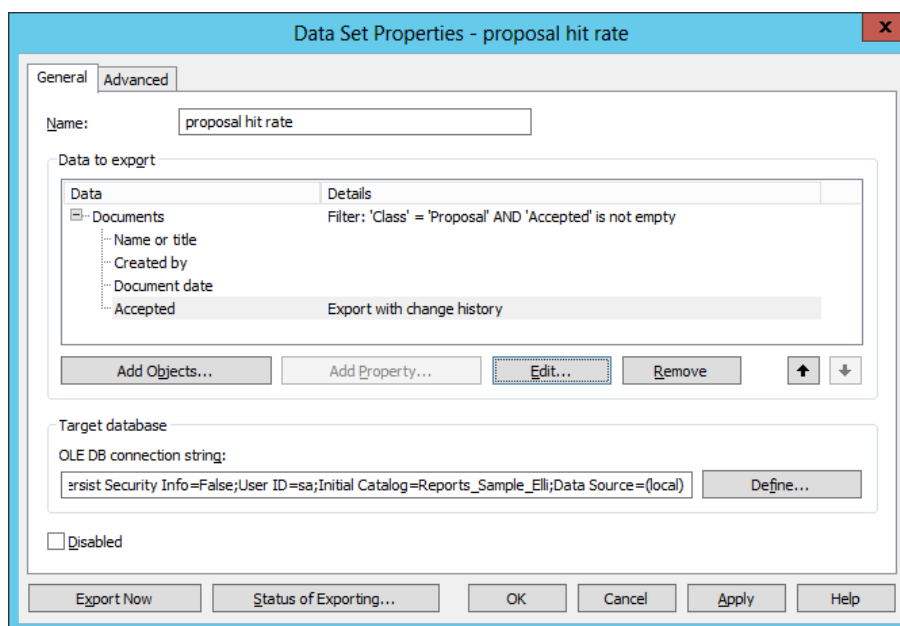 Data Set Properties - proposal hit rate
x
General
Advanced
Name:
proposal hit rate
Data to export
Data Details
Documents Filter: 'Class' = 'Proposal' AND 'Accepted' is not empty
Name or title
Created by
Document date
Accepted Export with change history
Add Objects... Add Property... Edit... Remove
Target database
OLE DB connection string:
ersist Security Info=False;User ID=sa;Initial Catalog=Reports_Sample_Elli;Data Source=(local) Define...
Disabled
Export Now Status of Exporting... OK Cancel Apply Help